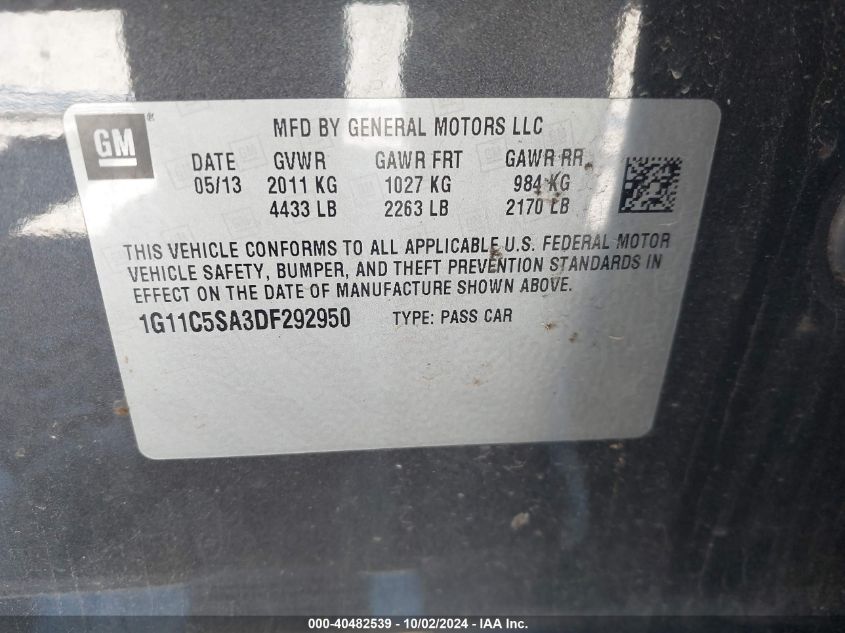 GM ®
MFD BY GENERAL MOTORS LLC
DATE GVWR GAWR FRT GAWR RR
05/13 2011 KG 1027 KG 984 KG
4433 LB 2263 LB 2170 LB
THIS VEHICLE CONFORMS TO ALL APPLICABLE U.S. FEDERAL MOTOR
VEHICLE SAFETY, BUMPER, AND THEFT PREVENTION STANDARDS IN
EFFECT ON THE DATE OF MANUFACTURE SHOWN ABOVE.
1G11C5SA3DF292950 TYPE: PASS CAR
000-40482539 - 10/02/2024 - IAA Inc.